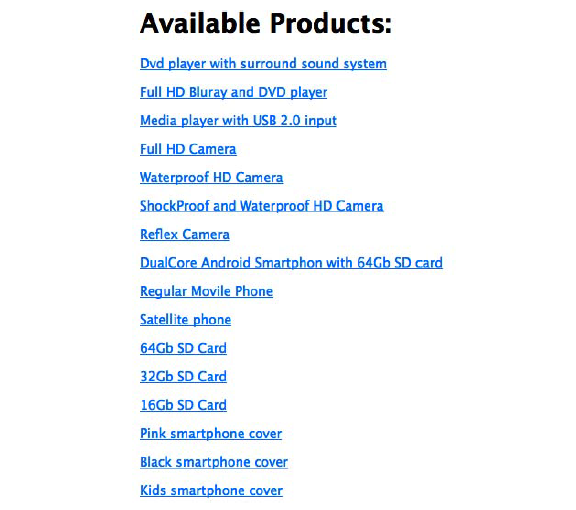 Available Products:
Dvd player with surround sound system
Full HD Bluray and DVD player
Media player with USB 2.0 input
Full HD Camera
Waterproof HD Camera
ShockProof and Waterproof HD Camera
Reflex Camera
DualCore Android Smartphon with 64Gb SD card
Regular Movile Phone
Satellite phone
64Gb SD Card
32Gb SD Card
16Gb SD Card
Pink smartphone cover
Black smartphone cover
Kids smartphone cover